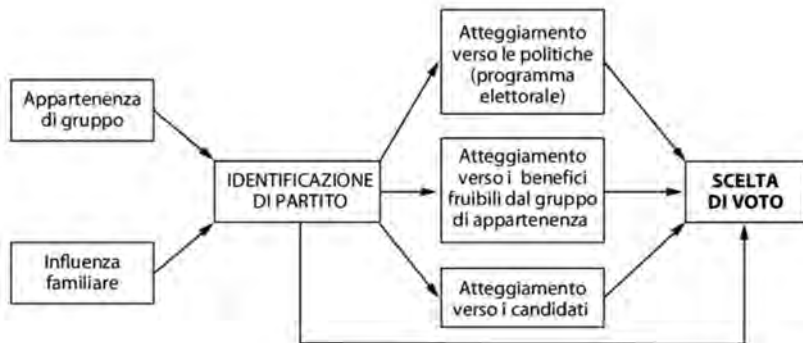 Appartenenza
di gruppo
Influenza
familiare
IDENTIFICAZIONE
DI PARTITO
Atteggiamento
verso le politiche
(programma
elettorale)
Atteggiamento
verso i benefici
fruibili dal gruppo
di appartenenza
Atteggiamento
verso i candidati
SCELTA
DI VOTO